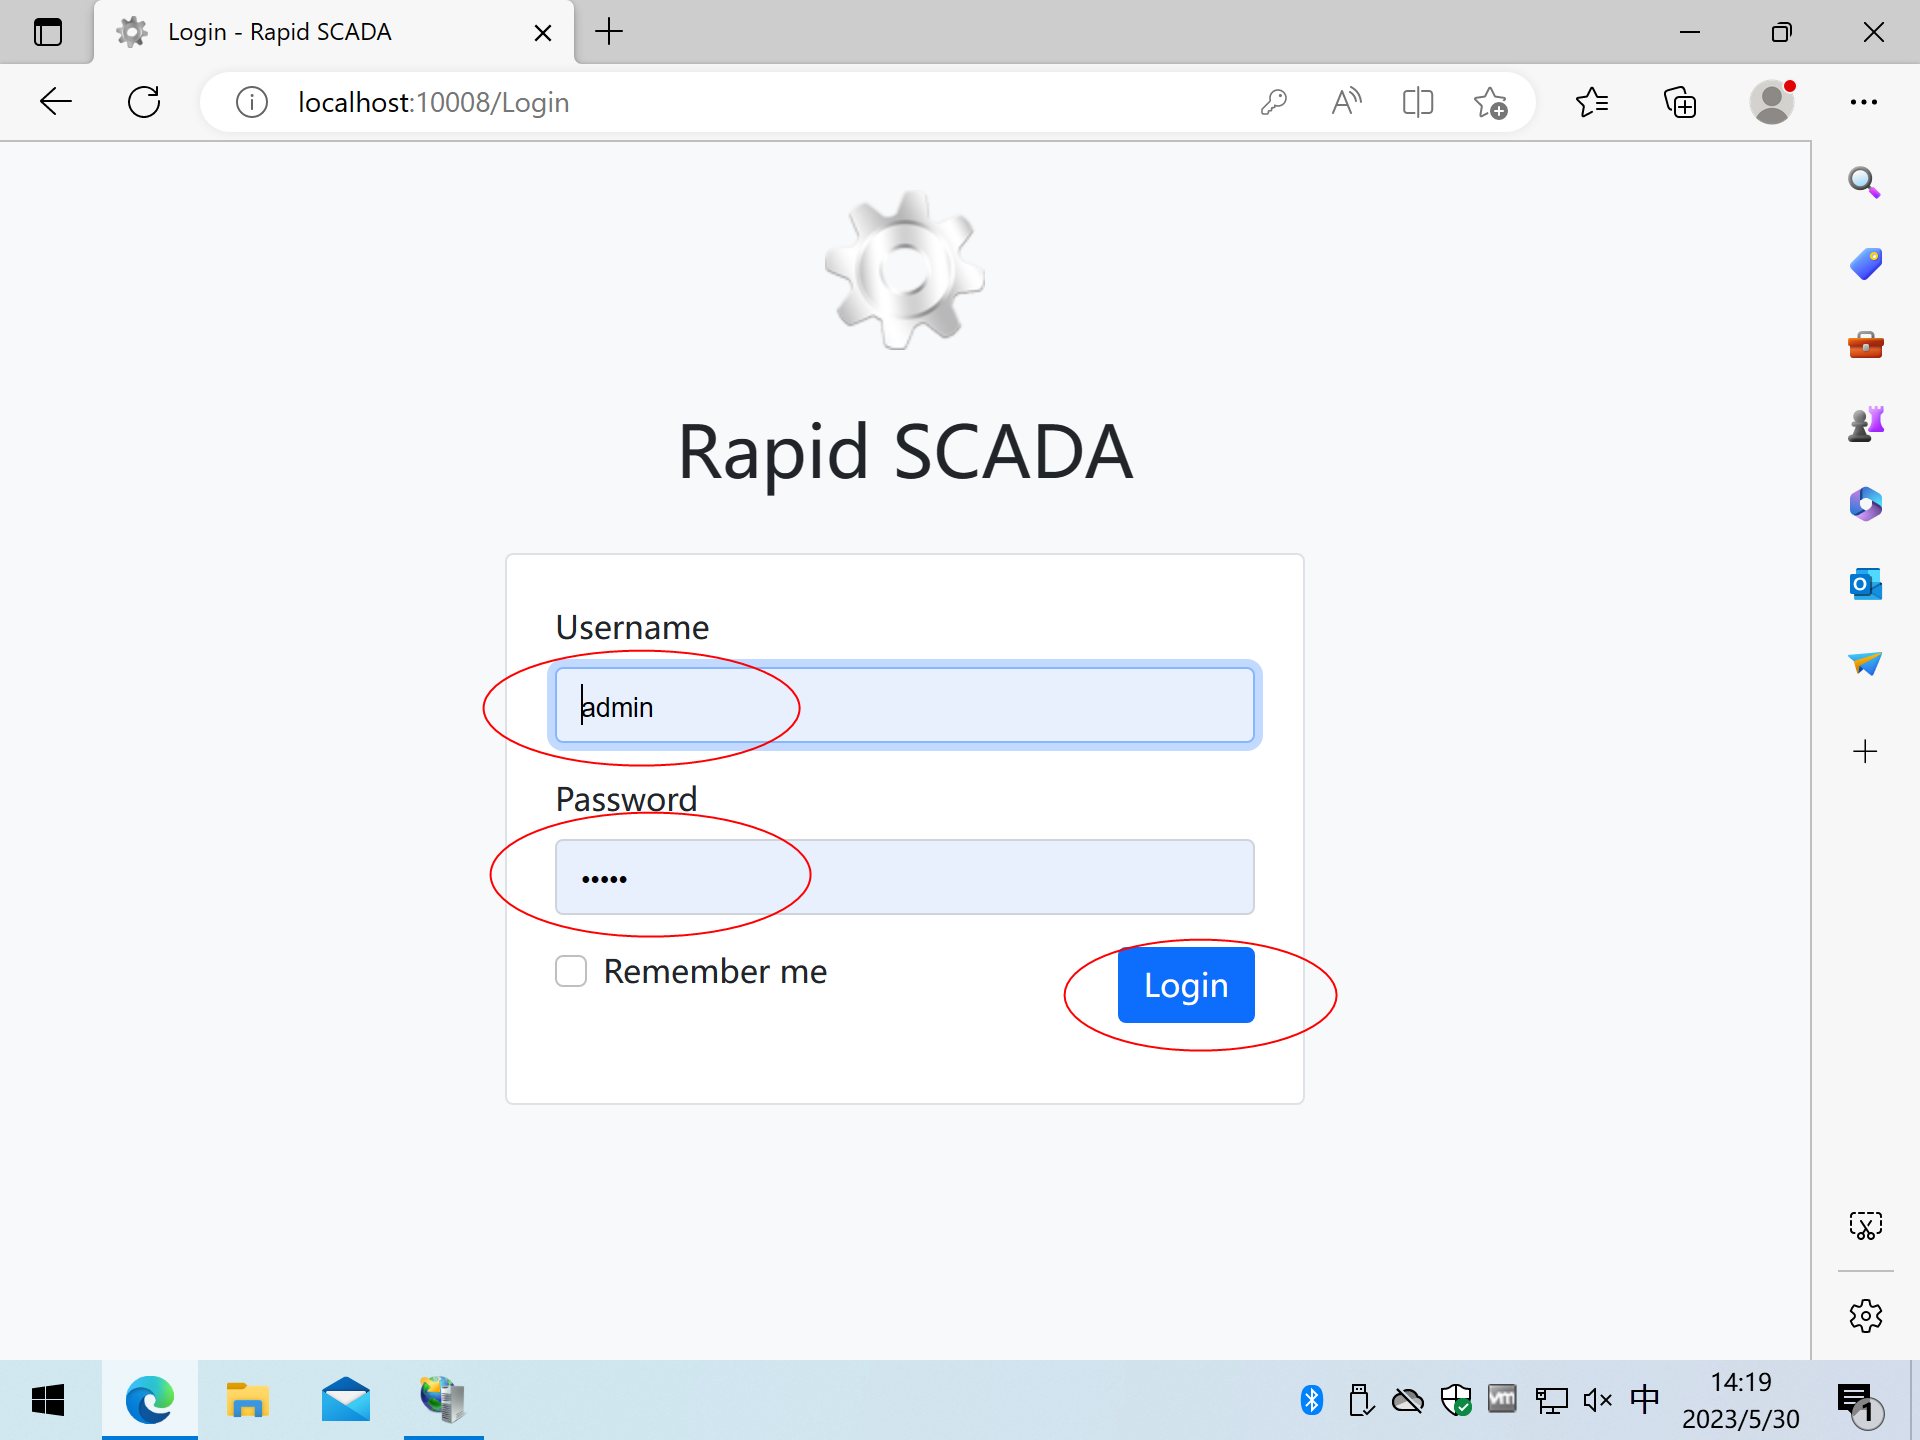 Login - Rapid SCADA
localhost:10008/Login
Rapid SCADA
Username
admin
Password
•••••
Remember me
Login
中
14:19
2023/5/30
1